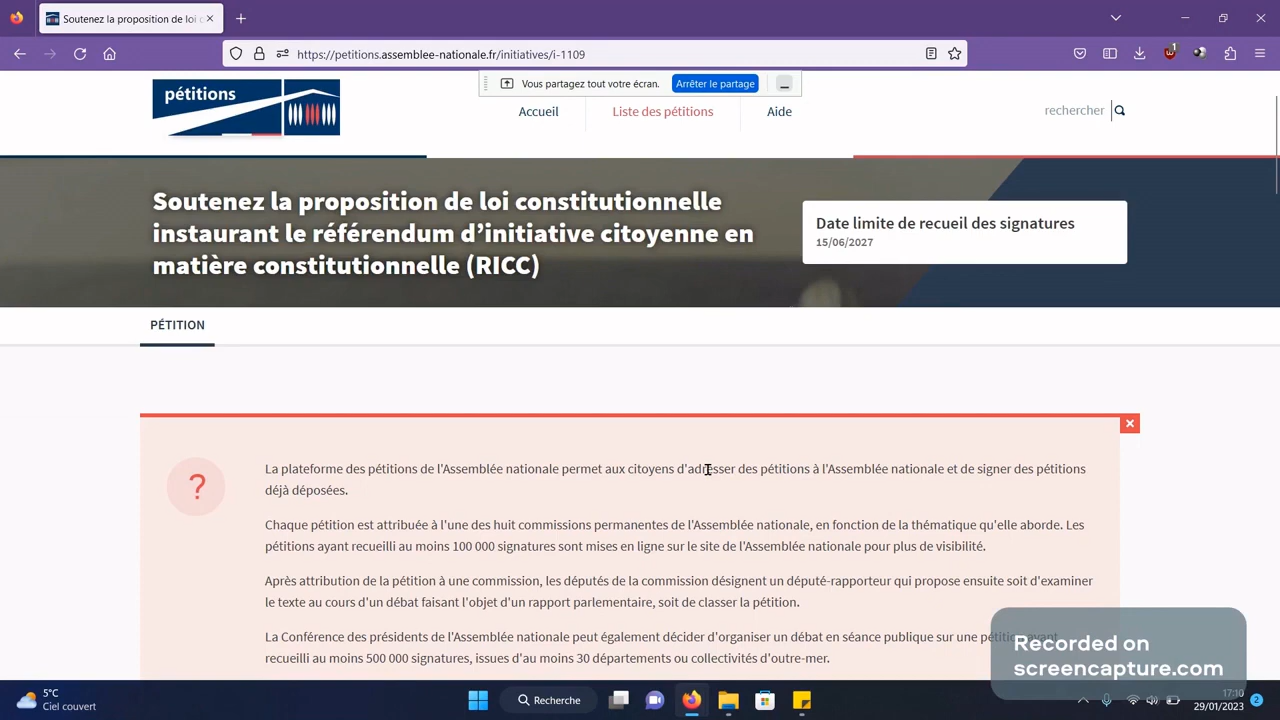 Soutenez la proposition de loi c
https://petitions.assemblee-nationale.fr/initiatives/i-1109
1
Vous partagez tout votre écran. Arrêter le partage
pétitions
Accueil
Liste des pétitions
Aide
rechercher
Soutenez la proposition de loi constitutionnelle
instaurant le référendum d’initiative citoyenne en
matière constitutionnelle (RICC)
Date limite de recueil des signatures
15/06/2027
PÉTITION
?
La plateforme des pétitions de l'Assemblée nationale permet aux citoyens d'adresser des pétitions à l'Assemblée nationale et de signer des pétitions
déjà déposées.
Chaque pétition est attribuée à l'une des huit commissions permanentes de l'Assemblée nationale, en fonction de la thématique qu'elle aborde. Les
pétitions ayant recueilli au moins 100 000 signatures sont mises en ligne sur le site de l'Assemblée nationale pour plus de visibilité.
Après attribution de la pétition à une commission, les députés de la commission désignent un député-rapporteur qui propose ensuite soit d'examiner
le texte au cours d'un débat faisant l'objet d'un rapport parlementaire, soit de classer la pétition.
La Conférence des présidents de l'Assemblée nationale peut également décider d'organiser un débat en séance publique sur une pétition ayant
recueilli au moins 500 000 signatures, issues d'au moins 30 départements ou collectivités d'outre-mer.
Recorded on
screencapture.com
5°C
Ciel couvert
Recherche
17:10
29/01/2023
2